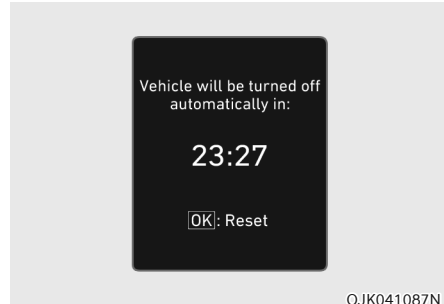 Vehicle will be turned off
automatically in:
23:27
OK: Reset
OJK041087N